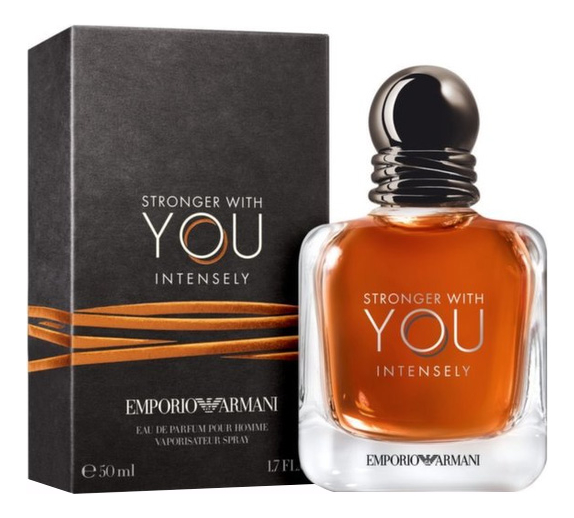 STRONGER WITH
YOU
INTENSELY
EMPORIO ARMANI
EAU DE PARFUM POUR HOMME
VAPORISATEUR SPRAY
℮ 50 ml
1.7 FL.
STRONGER WITH
YOU
INTENSELY
EMPORIO ARMANI